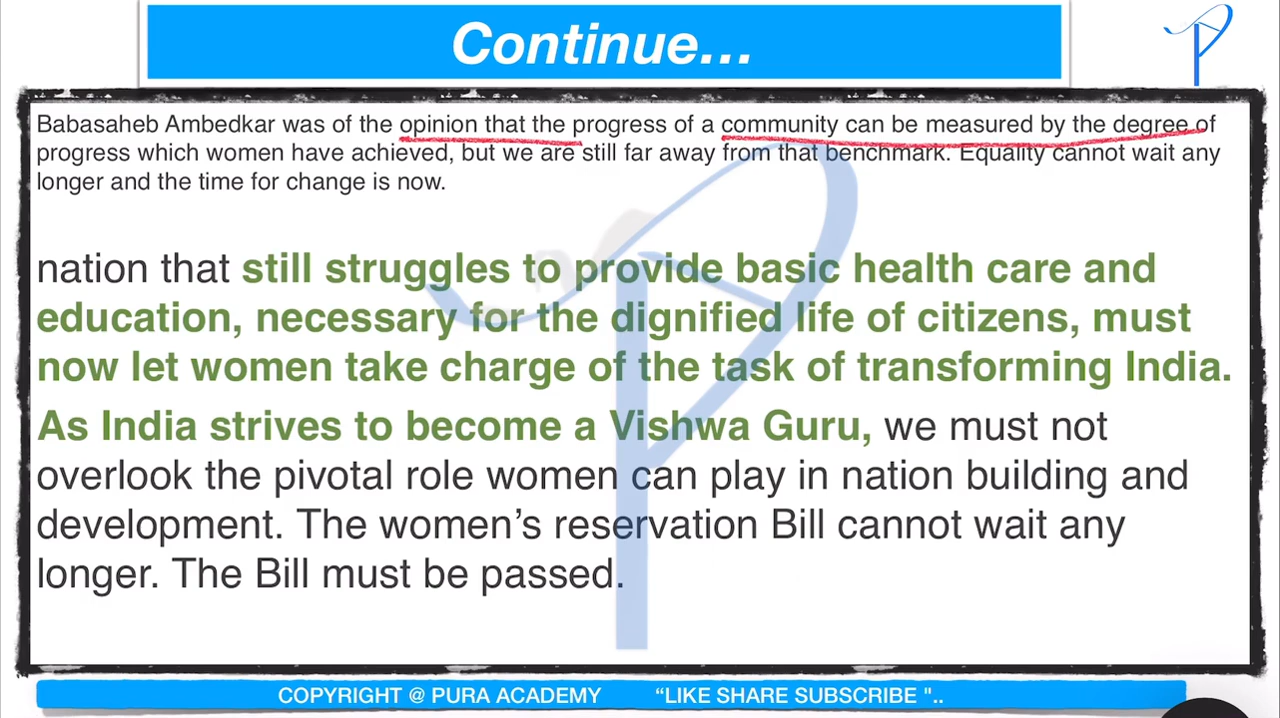 Continue...
Babasaheb Ambedkar was of the opinion that the progress of a community can be measured by the degree of
progress which women have achieved, but we are still far away from that benchmark. Equality cannot wait any
longer and the time for change is now.
nation that still struggles to provide basic health care and
education, necessary for the dignified life of citizens, must
now let women take charge of the task of transforming India.
As India strives to become a Vishwa Guru, we must not
overlook the pivotal role women can play in nation building and
development. The women’s reservation Bill cannot wait any
longer. The Bill must be passed.
COPYRIGHT @ PURA ACADEMY “LIKE SHARE SUBSCRIBE "..